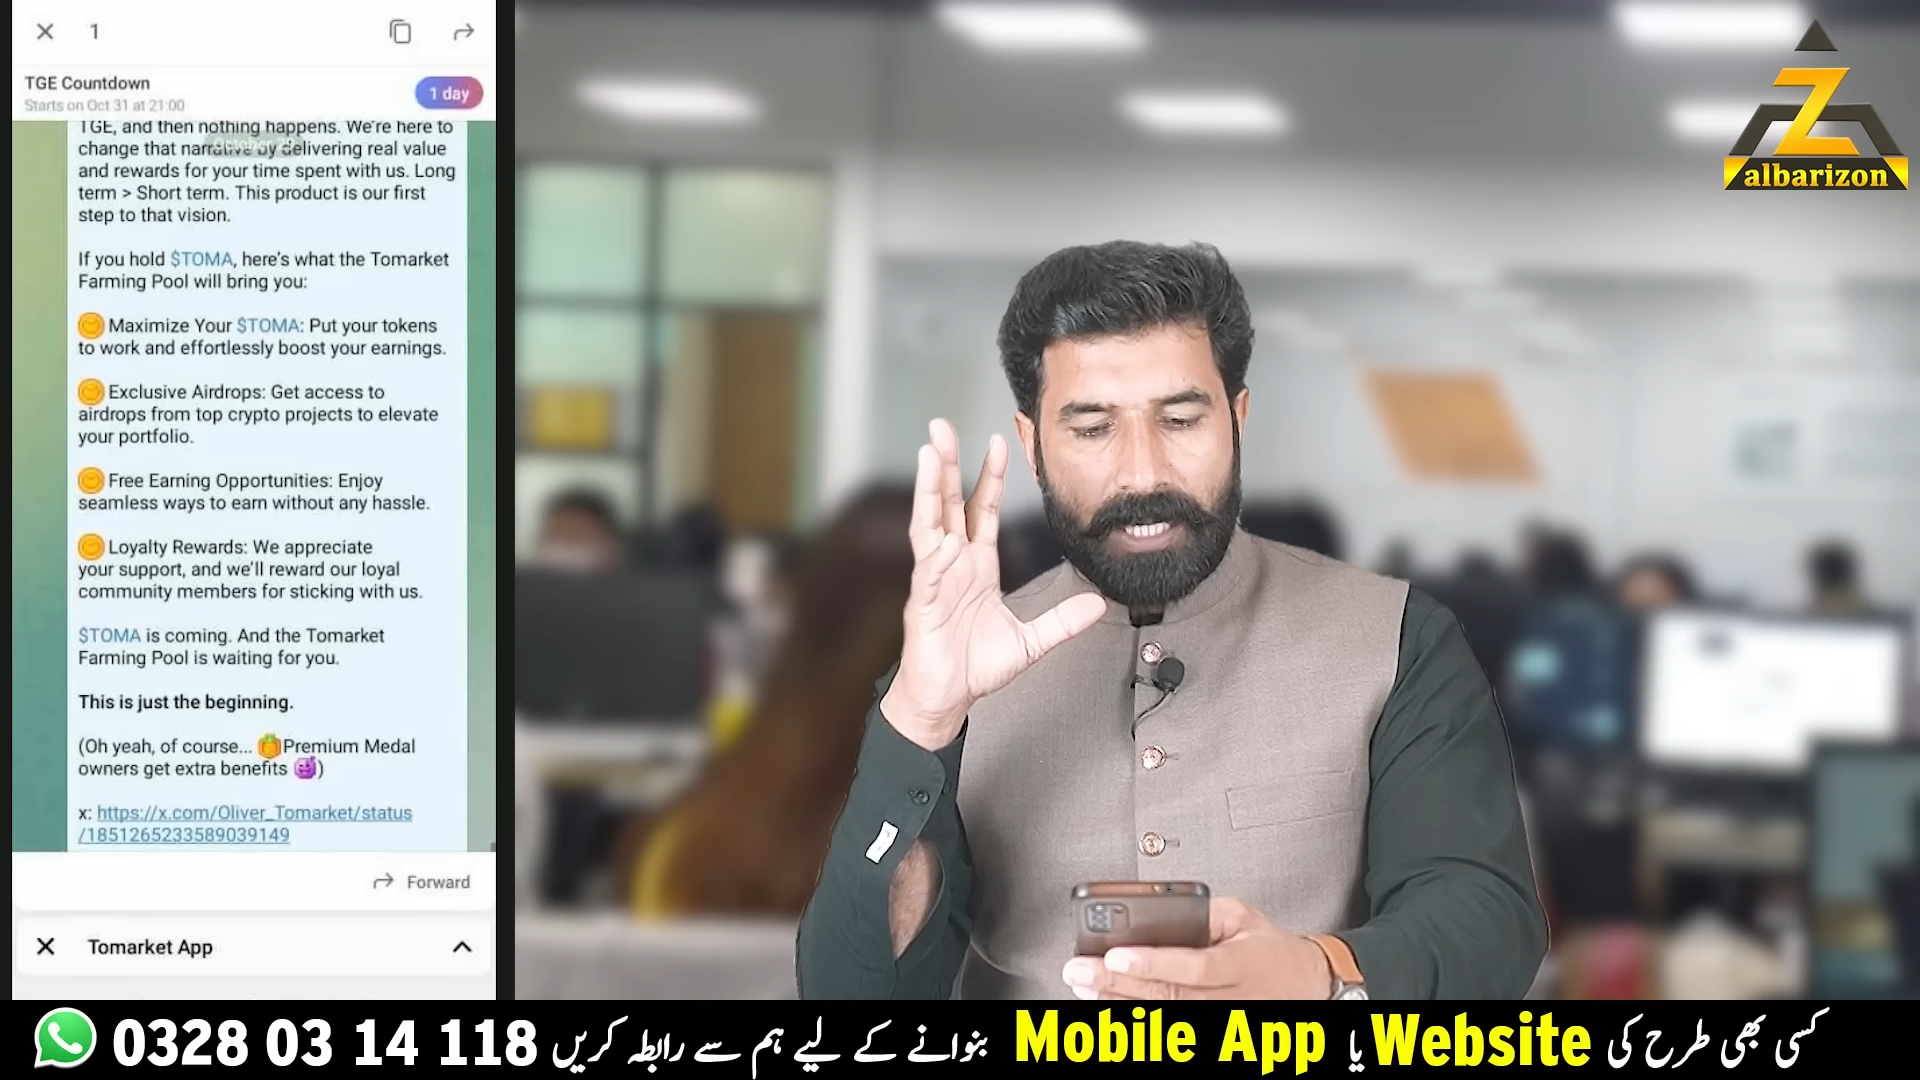 1
TGE Countdown
Starts on Oct 31 at 21:00
1 day
TGE, and then nothing happens. We're here to
change that narrative by delivering real value
and rewards for your time spent with us. Long
term > Short term. This product is our first
step to that vision.
If you hold $TOMA, here's what the Tomarket
Farming Pool will bring you:
Maximize Your $TOMA: Put your tokens
to work and effortlessly boost your earnings.
Exclusive Airdrops: Get access to
airdrops from top crypto projects to elevate
your portfolio.
Free Earning Opportunities: Enjoy
seamless ways to earn without any hassle.
Loyalty Rewards: We appreciate
your support, and we'll reward our loyal
community members for sticking with us.
$TOMA is coming. And the Tomarket
Farming Pool is waiting for you.
This is just the beginning.
(Oh yeah, of course... Premium Medal
owners get extra benefits 😈)
x: https://x.com/Oliver_Tomarket/status
/1851265233589039149
Forward
Tomarket App
Z
albarizon
کسی بھی طرح کی Website یا Mobile App بنوانے کے لیے ہم سے رابطہ کریں 0328 03 14 118